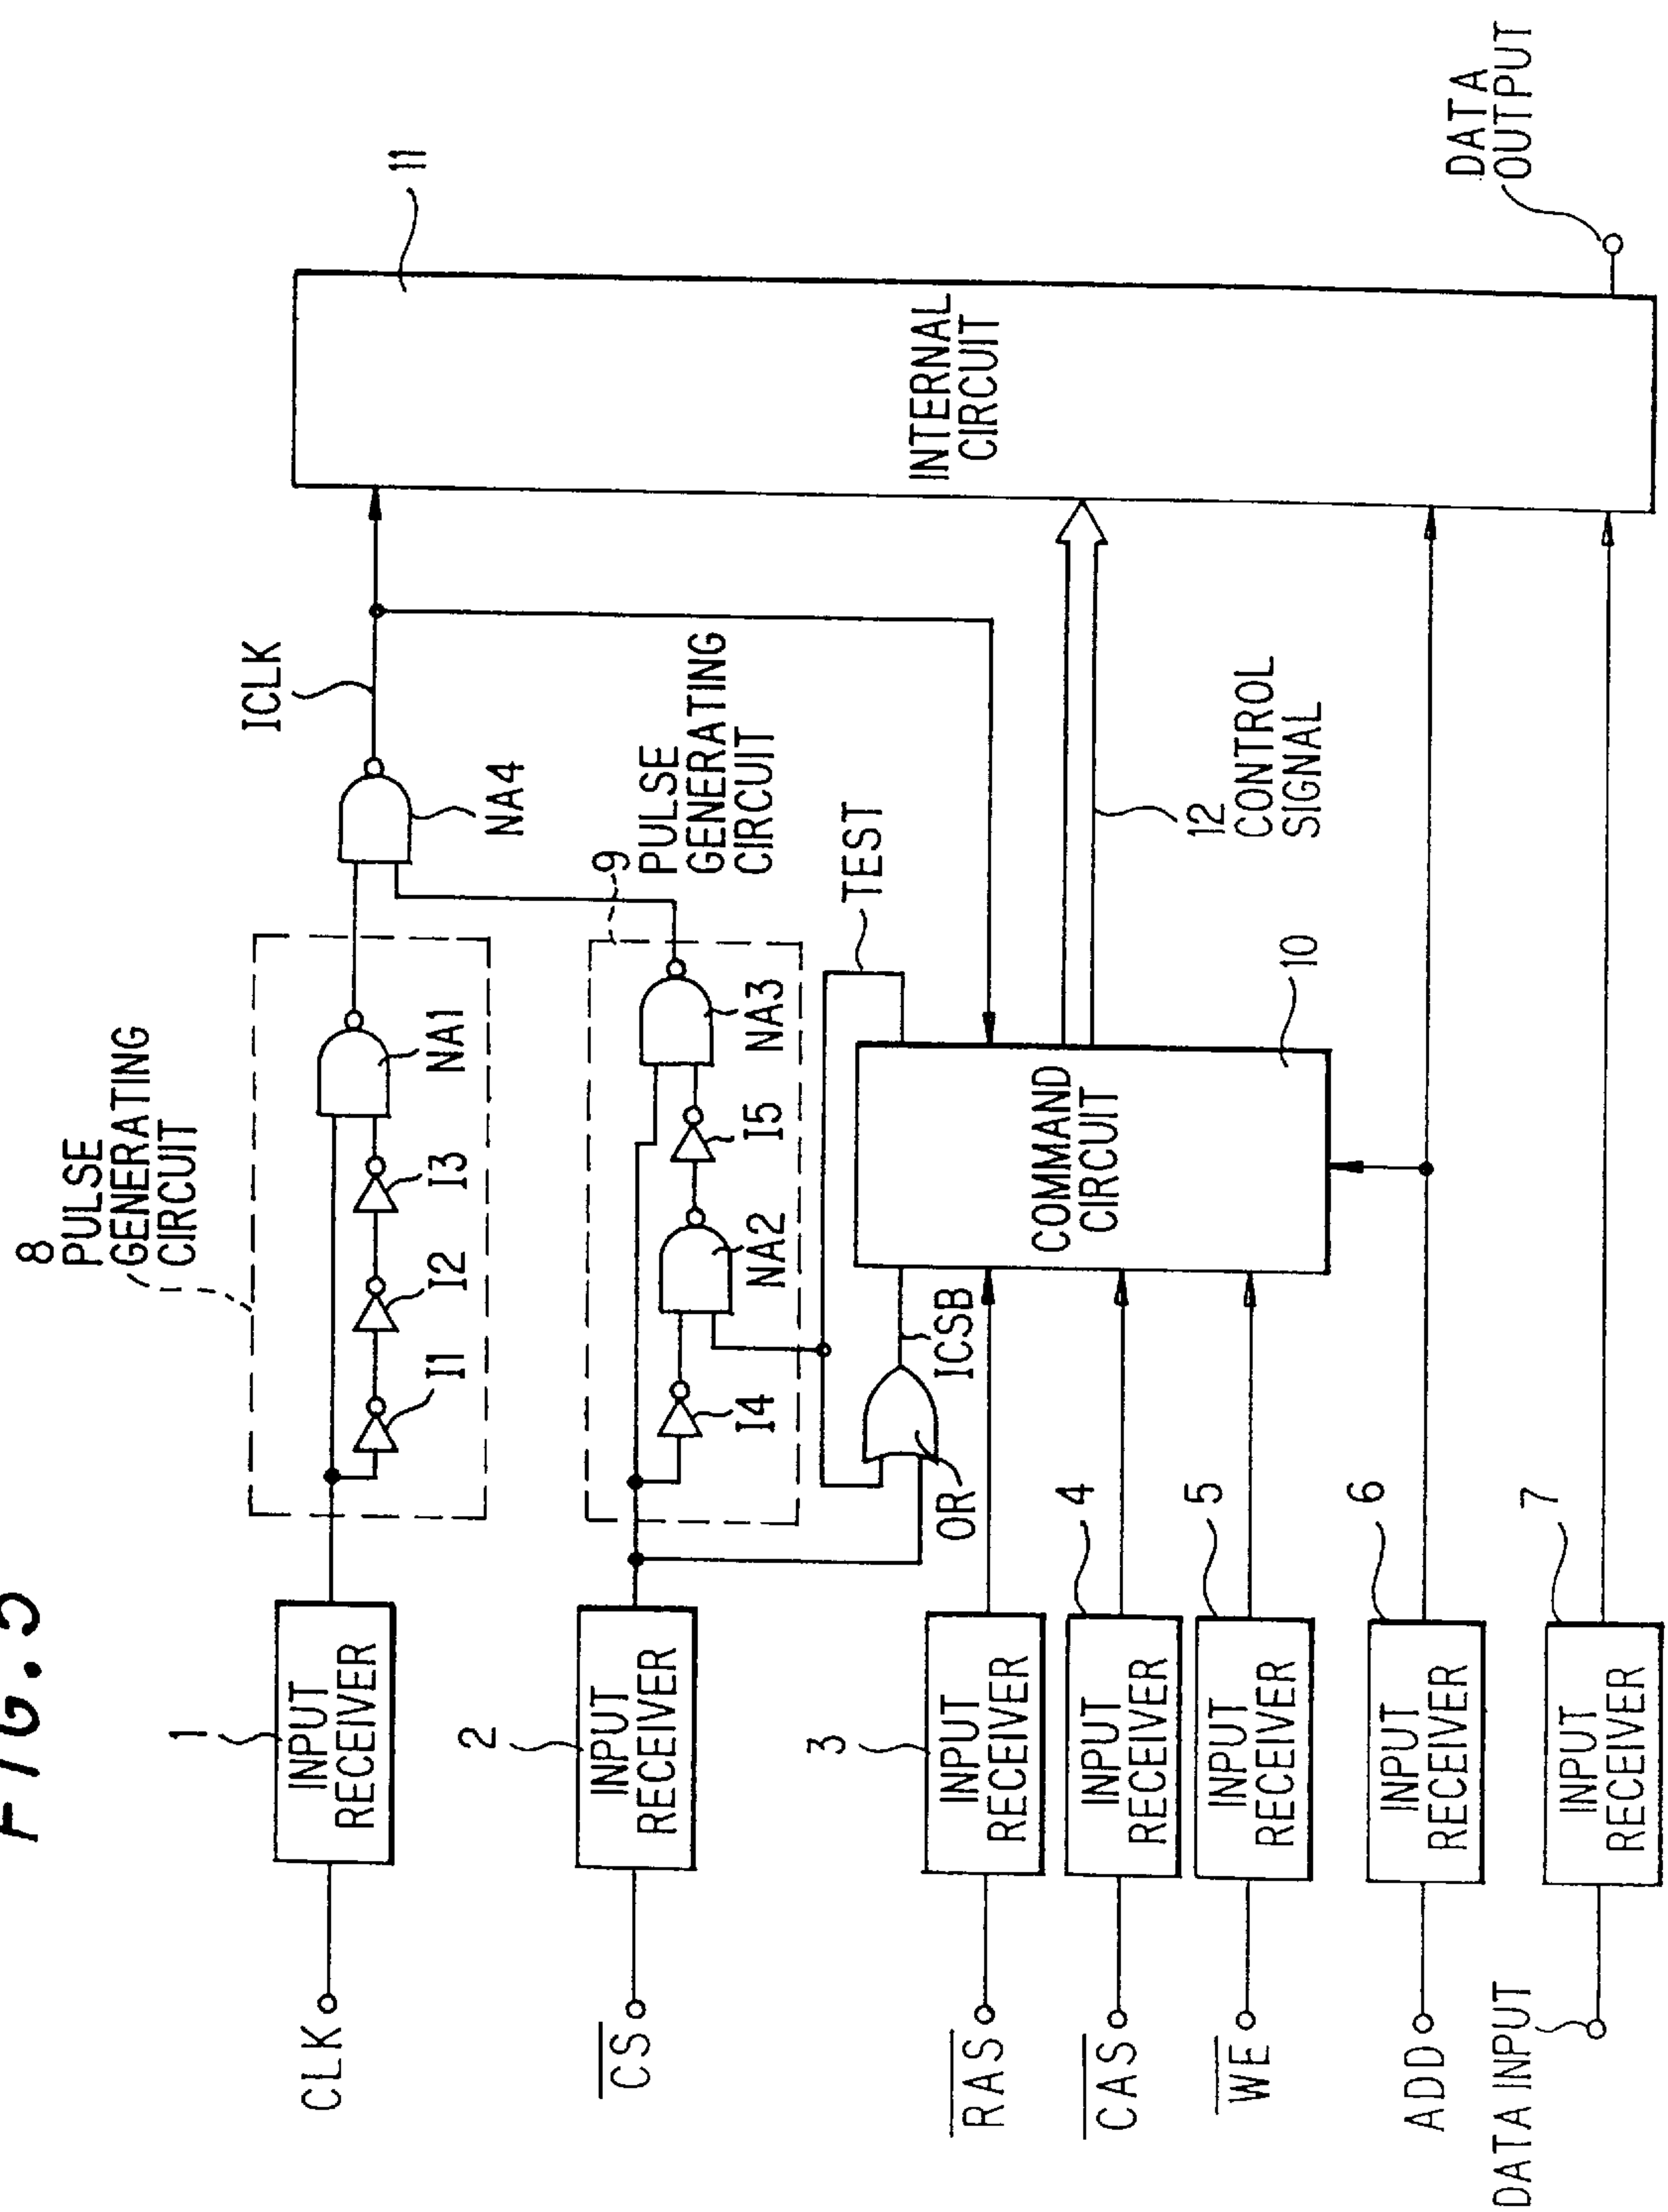 FIG.
8
PULSE
GENERATING
CIRCUIT
1
INPUT
RECEIVER
CLK
I1
I2
I3
NA1
NA4
ICLK
11
2
INPUT
RECEIVER
CS
I4
NA2
I5
NA3
9
PULSE
GENERATING
CIRCUIT
TEST
OR
ICSB
3
INPUT
RECEIVER
RAS
COMMAND
CIRCUIT
10
INTERNAL
CIRCUIT
4
INPUT
RECEIVER
CAS
12
CONTROL
SIGNAL
5
INPUT
RECEIVER
WE
6
INPUT
RECEIVER
ADD
7
INPUT
RECEIVER
DATA INPUT
DATA
OUTPUT